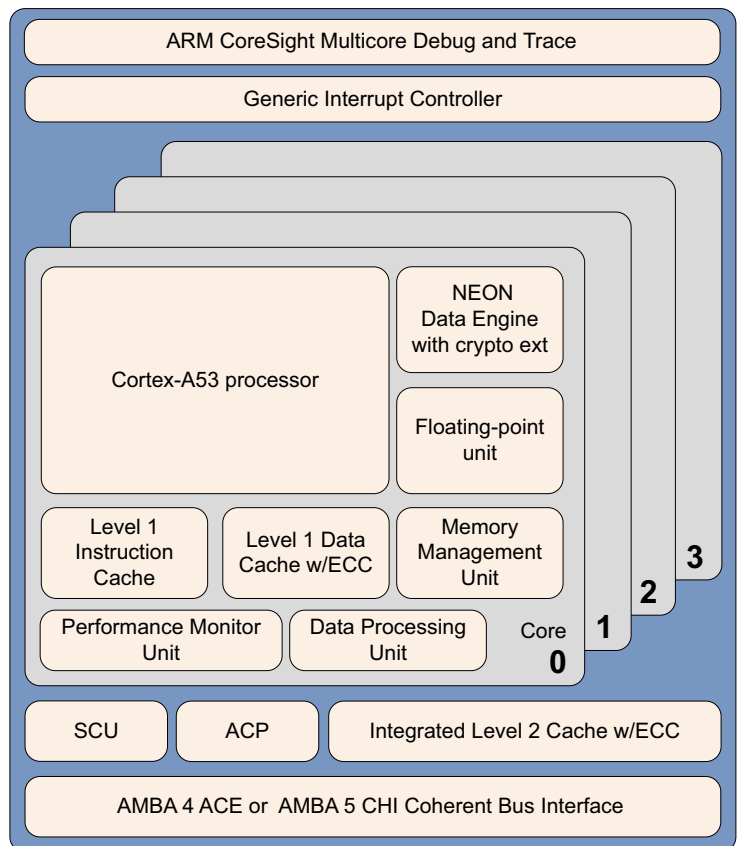 ARM CoreSight Multicore Debug and Trace
Generic Interrupt Controller
Cortex-A53 processor
NEON
Data Engine
with crypto ext
Floating-point
unit
Level 1
Instruction
Cache
Level 1 Data
Cache w/ECC
Memory
Management
Unit
Performance Monitor
Unit
Data Processing
Unit
Core
0
1
2
3
SCU
ACP
Integrated Level 2 Cache w/ECC
AMBA 4 ACE or AMBA 5 CHI Coherent Bus Interface